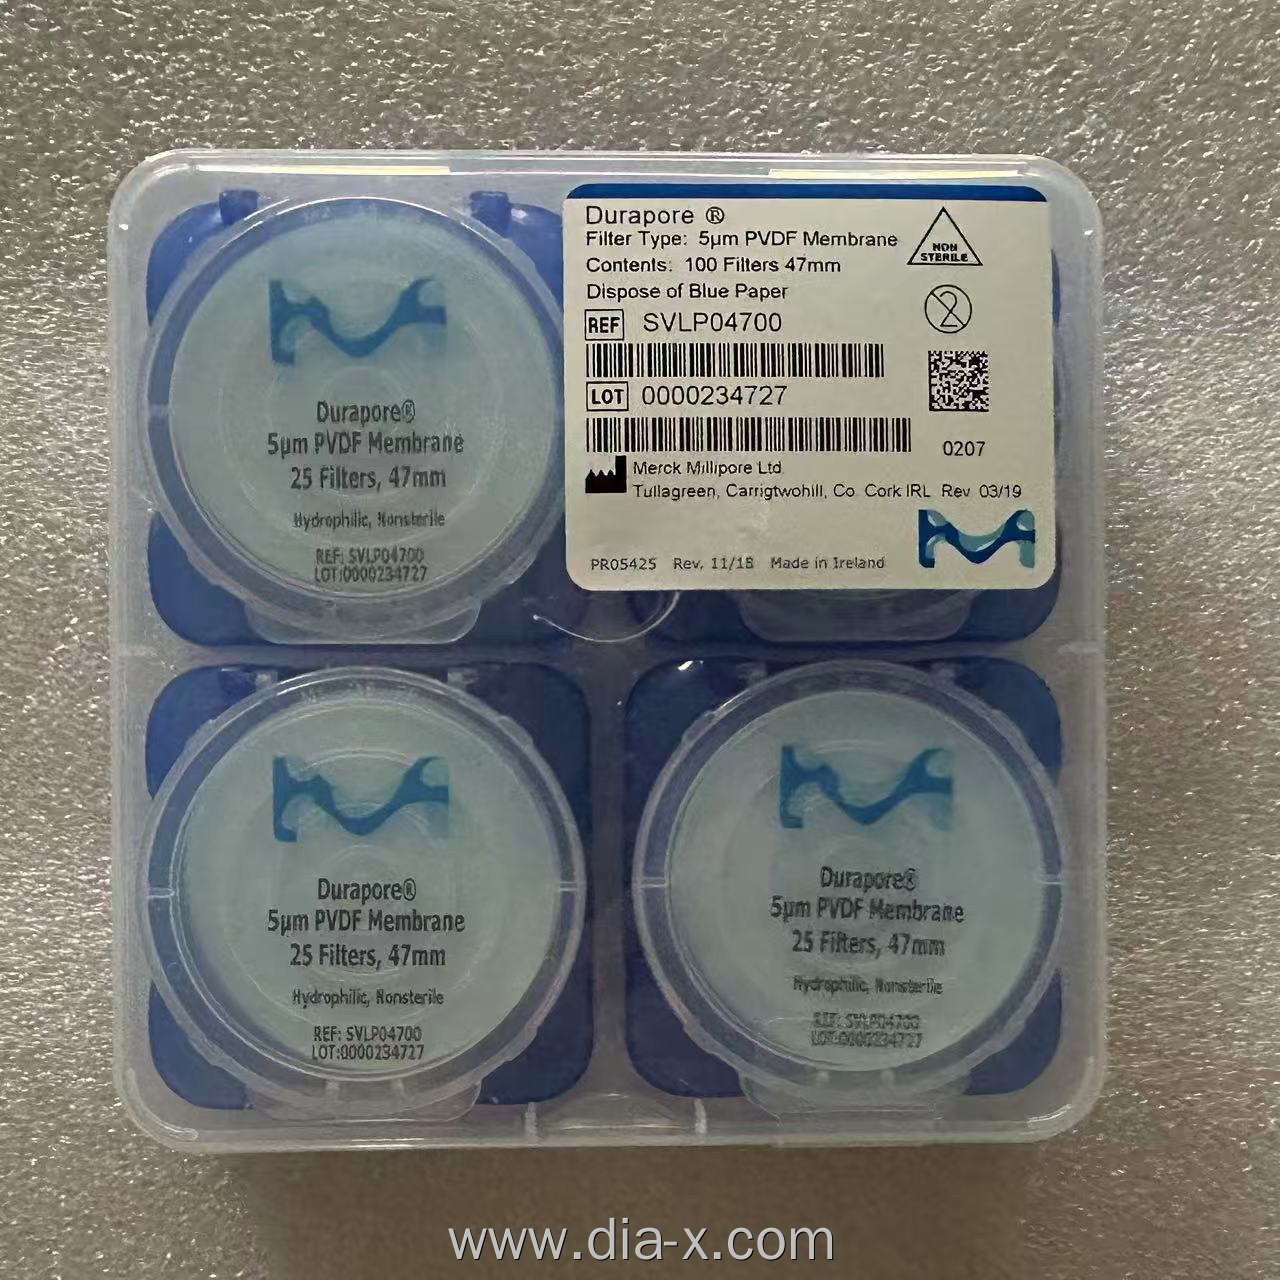 Durapore ®
Filter Type: 5µm PVDF Membrane
Contents: 100 Filters 47mm
Dispose of Blue Paper
NON
STERILE
2
REF SVLP04700
LOT 0000234727
0207
Merck Millipore Ltd
Tullagreen, Carrigtwohill, Co Cork IRL Rev 03/19
PR05425 Rev. 11/18 Made in Ireland
Durapore®
5µm PVDF Membrane
25 Filters, 47mm
Hydrophilic, Nonsterile
REF: SVLP04700
LOT:0000234727
Durapore®
5µm PVDF Membrane
25 Filters, 47mm
Hydrophilic, Nonsterile
REF: SVLP04700
LOT:0000234727
Durapore®
5µm PVDF Membrane
25 Filters, 47mm
Hydrophilic, Nonsterile
REF: SVLP04700
LOT:0000234727
www.dia-x.com